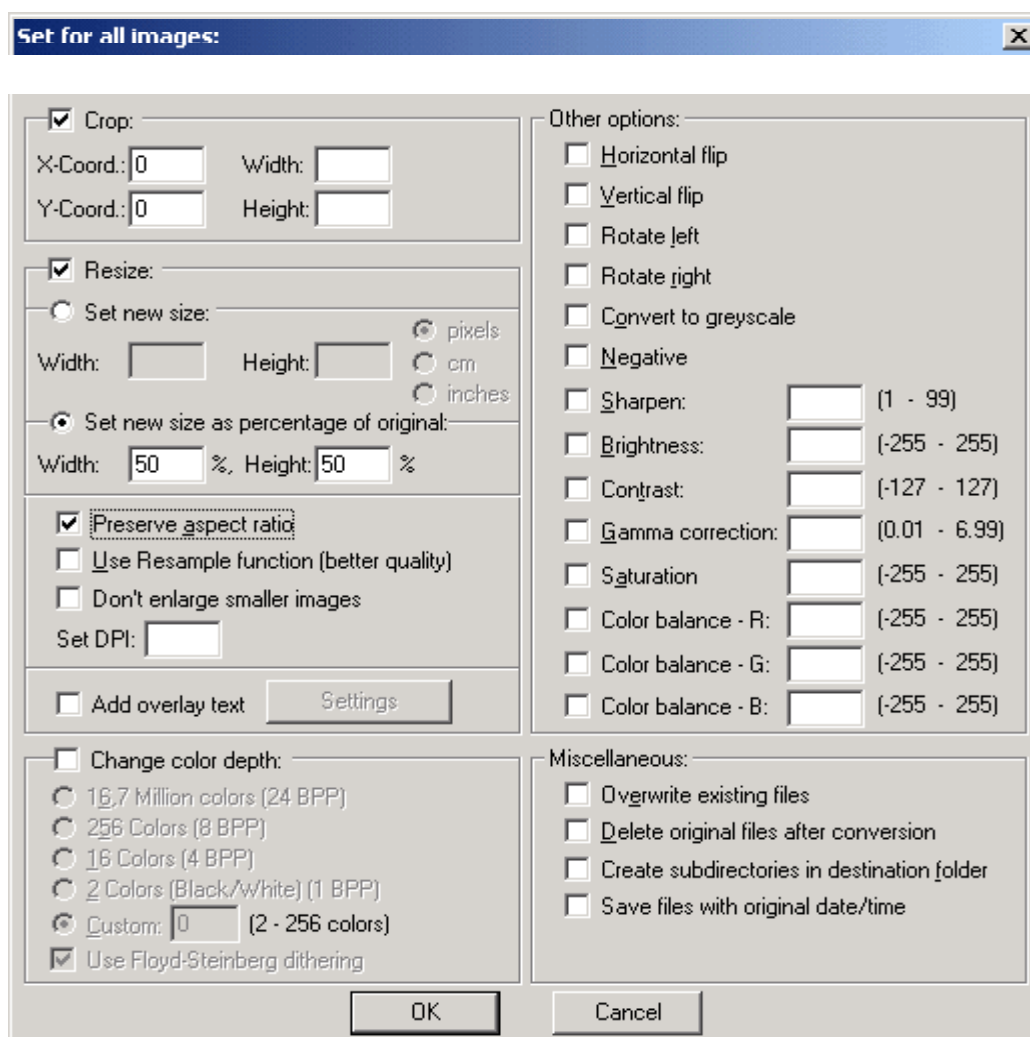 Set for all images:
Crop:
X-Coord.: 0 Width:
Y-Coord.: 0 Height:
Resize:
Set new size:
pixels
Width: Height: cm
inches
Set new size as percentage of original:
Width: 50 %, Height: 50 %
Preserve aspect ratio
Use Resample function (better quality)
Don't enlarge smaller images
Set DPI:
Add overlay text Settings
Change color depth:
16,7 Million colors (24 BPP)
256 Colors (8 BPP)
16 Colors (4 BPP)
2 Colors (Black/White) (1 BPP)
Custom: 0 (2 - 256 colors)
Use Floyd-Steinberg dithering
Other options:
Horizontal flip
Vertical flip
Rotate left
Rotate right
Convert to greyscale
Negative
Sharpen: (1 - 99)
Brightness: (-255 - 255)
Contrast: (-127 - 127)
Gamma correction: (0.01 - 6.99)
Saturation (-255 - 255)
Color balance - R: (-255 - 255)
Color balance - G: (-255 - 255)
Color balance - B: (-255 - 255)
Miscellaneous:
Overwrite existing files
Delete original files after conversion
Create subdirectories in destination folder
Save files with original date/time
OK Cancel